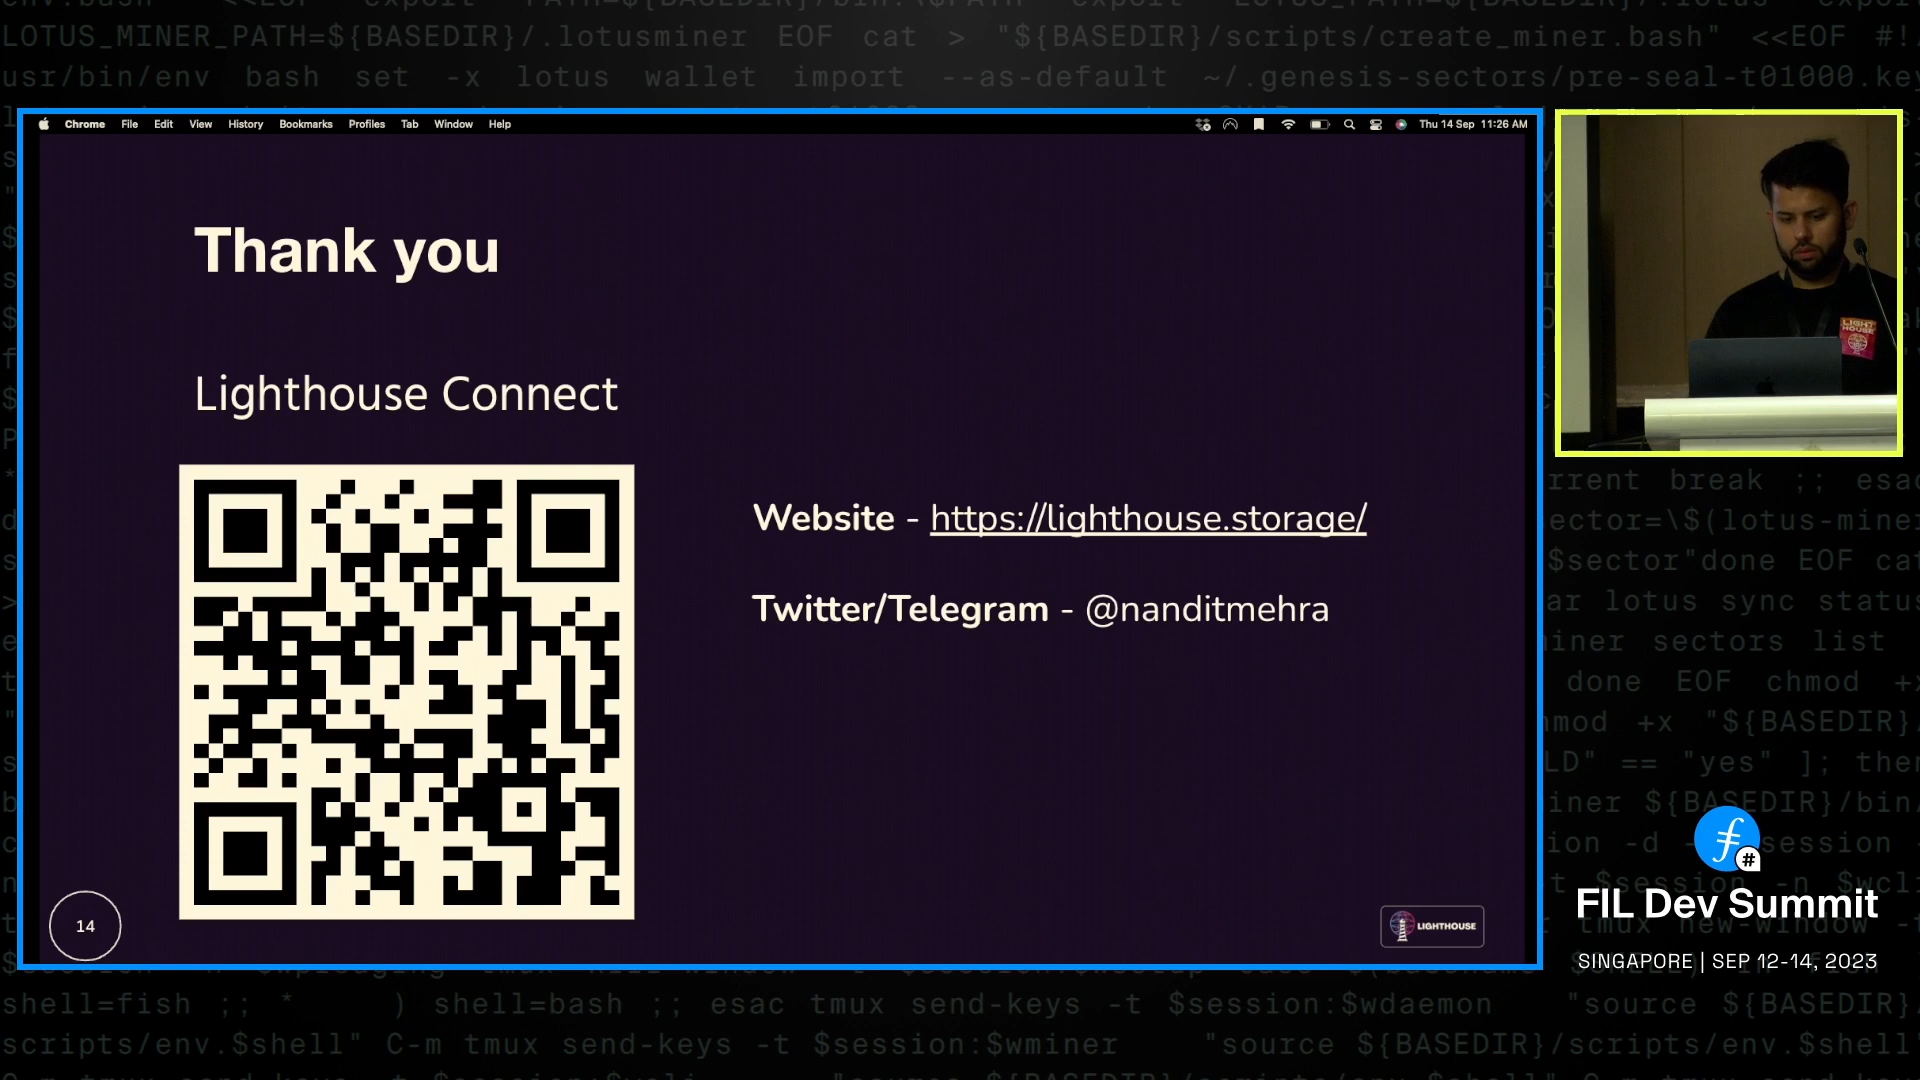 LOTUS_MINER_PATH=${BASEDIR}/.lotusminer EOF cat > "${BASEDIR}/scripts/create_miner.bash" <<EOF #!
usr/bin/env bash set -x lotus wallet import --as-default ~/.genesis-sectors/pre-seal-t01000.key
Chrome File Edit View History Bookmarks Profiles Tab Window Help
Thu 14 Sep 11:26 AM
Thank you
Lighthouse Connect
Website - https://lighthouse.storage/
Twitter/Telegram - @nanditmehra
14
LIGHTHOUSE
LIGHT
HOUSE
rrent break ;; esac
ector=\$(lotus-miner
$sector"done EOF cat
ar lotus sync status
iner sectors list
done EOF chmod +x
mod +x "${BASEDIR}
LD" == "yes" ]; then
iner ${BASEDIR}/bin/
FIL Dev Summit
SINGAPORE | SEP 12-14, 2023
shell=fish ;; * ) shell=bash ;; esac tmux send-keys -t $session:$wdaemon "source ${BASEDIR}
scripts/env.$shell" C-m tmux send-keys -t $session:$wminer "source ${BASEDIR}/scripts/env.$shell"